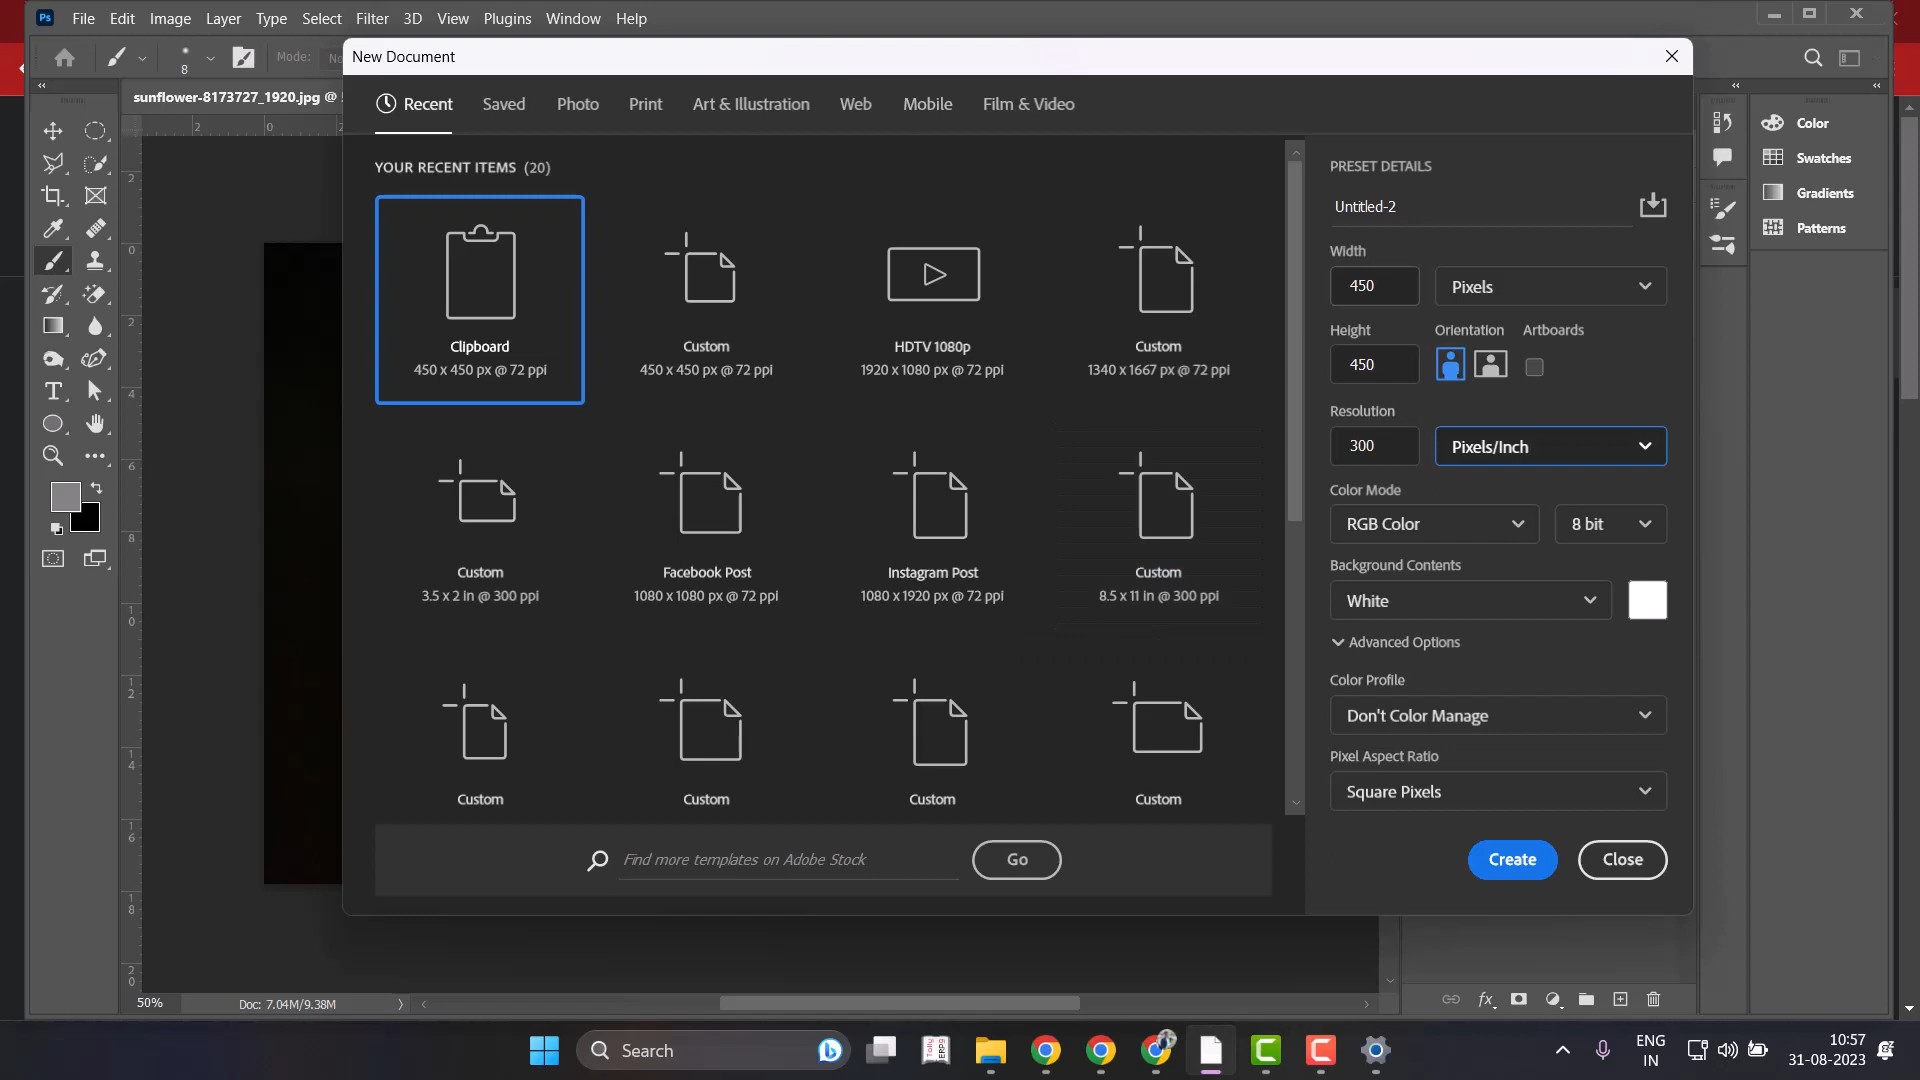 Ps File Edit Image Layer Type Select Filter 3D View Plugins Window Help
8 Mode:
New Document
sunflower-8173727_1920.jpg @
Recent Saved Photo Print Art & Illustration Web Mobile Film & Video
YOUR RECENT ITEMS (20)
Clipboard
450 x 450 px @ 72 ppi
Custom
450 x 450 px @ 72 ppi
HDTV 1080p
1920 x 1080 px @ 72 ppi
Custom
1340 x 1667 px @ 72 ppi
Custom
3.5 x 2 in @ 300 ppi
Facebook Post
1080 x 1080 px @ 72 ppi
Instagram Post
1080 x 1920 px @ 72 ppi
Custom
8.5 x 11 in @ 300 ppi
Custom
Custom
Custom
Custom
Find more templates on Adobe Stock
Go
PRESET DETAILS
Untitled-2
Width
450 Pixels
Height Orientation Artboards
450
Resolution
300 Pixels/Inch
Color Mode
RGB Color 8 bit
Background Contents
White
Advanced Options
Color Profile
Don't Color Manage
Pixel Aspect Ratio
Square Pixels
Create Close
Color
Swatches
Gradients
Patterns
50% Doc: 7.04M/9.38M
Search
ENG
IN
10:57
31-08-2023